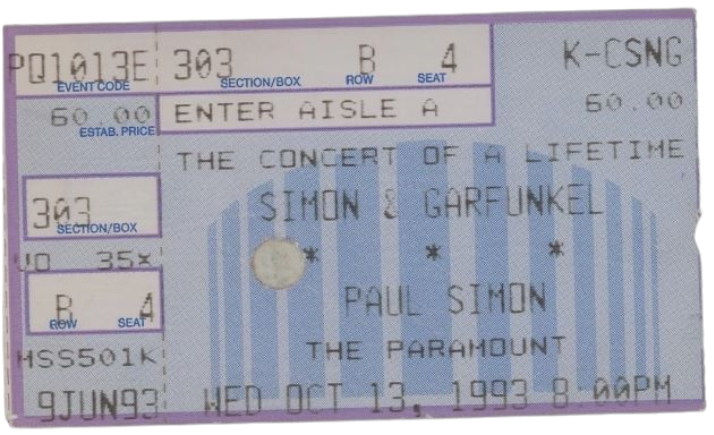 PQ1013E 303 B 4 K-CSNG
EVENT CODE SECTION/BOX ROW SEAT
60.00 ENTER AISLE A 60.00
ESTAB. PRICE
THE CONCERT OF A LIFETIME
303 SIMON & GARFUNKEL
SECTION/BOX
35× * * *
B 4 PAUL SIMON
ROW SEAT
MSS501K THE PARAMOUNT
9JUN93 WED OCT 13, 1993 8.00PM